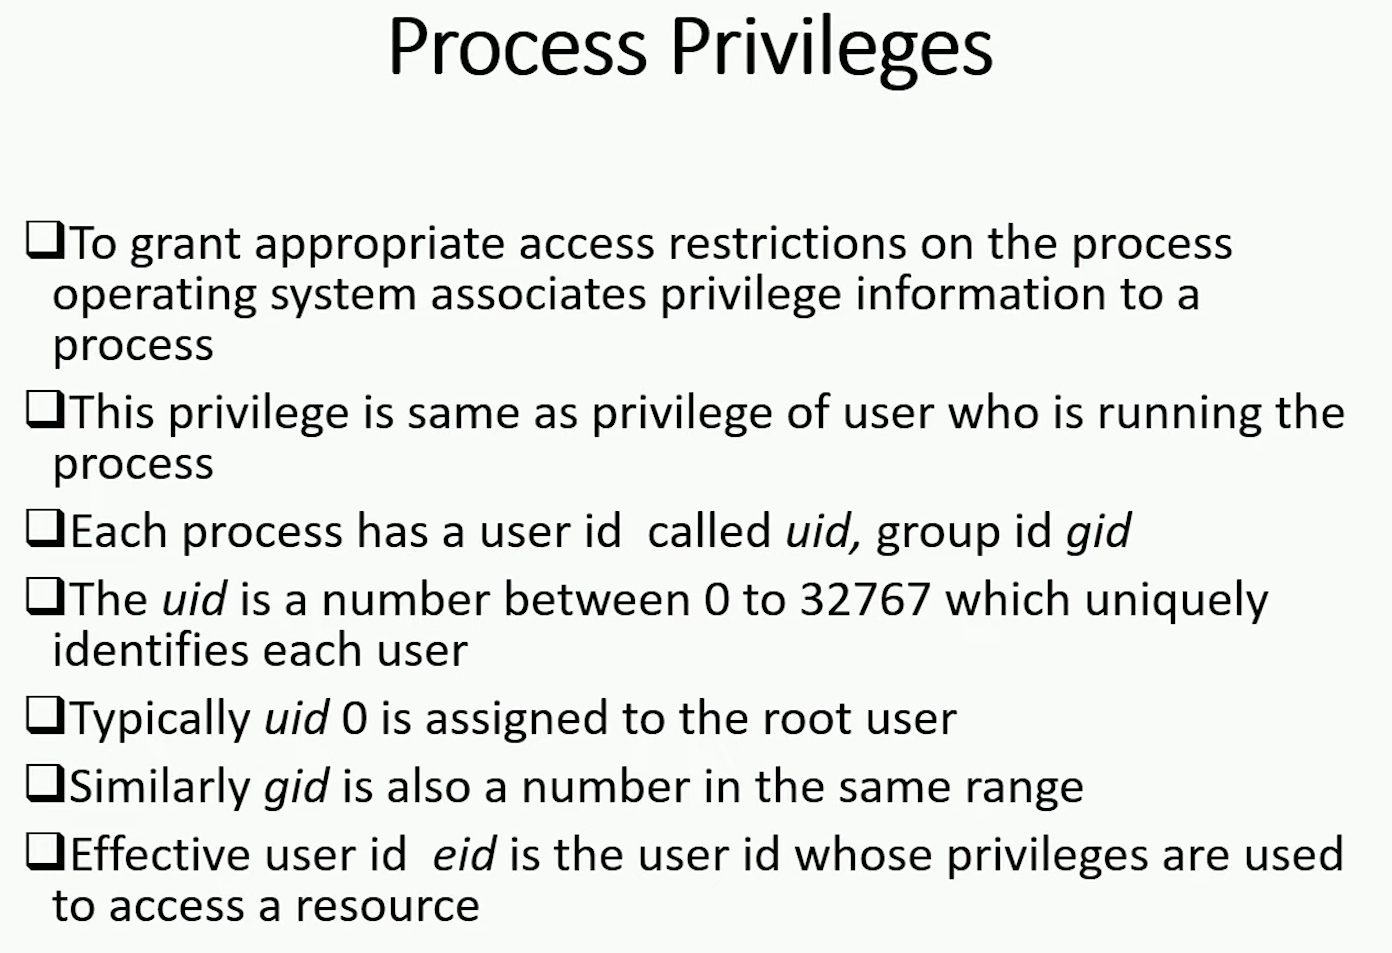 Process Privileges
❑To grant appropriate access restrictions on the process
operating system associates privilege information to a
process
❑This privilege is same as privilege of user who is running the
process
❑Each process has a user id  called uid, group id gid
❑The uid is a number between 0 to 32767 which uniquely
identifies each user
❑Typically uid 0 is assigned to the root user
❑Similarly gid is also a number in the same range
❑Effective user id  eid is the user id whose privileges are used
to access a resource